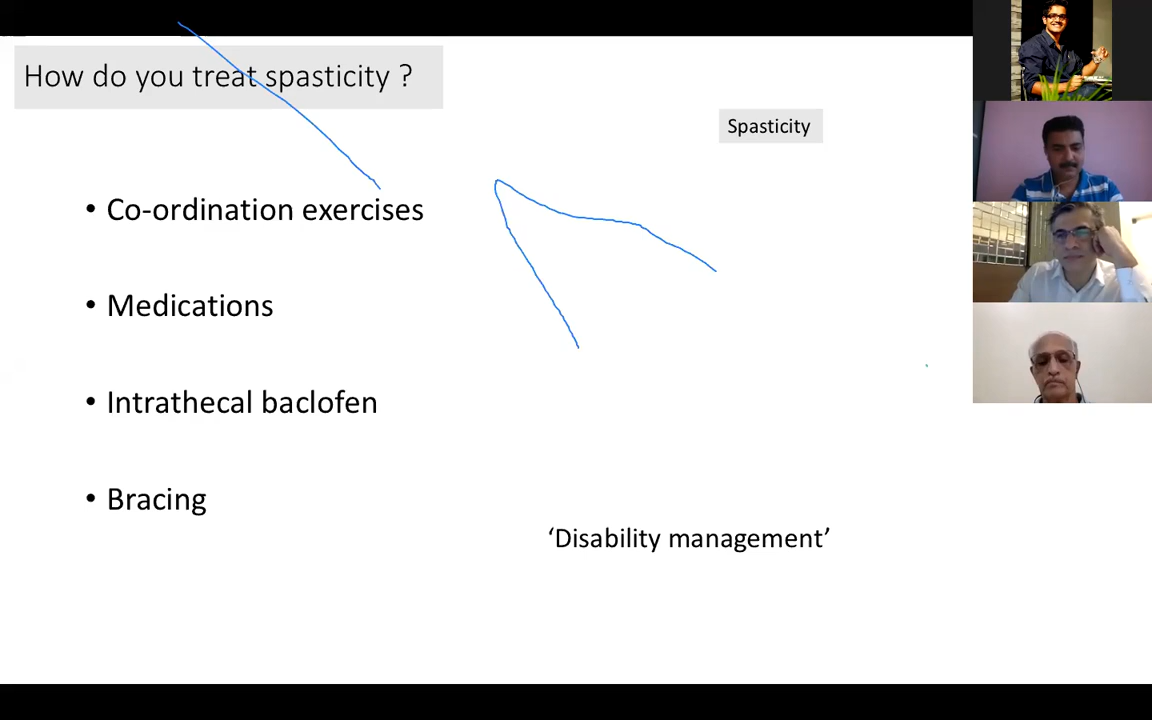 How do you treat spasticity ?
Spasticity
• Co-ordination exercises
• Medications
• Intrathecal baclofen
• Bracing
‘Disability management’